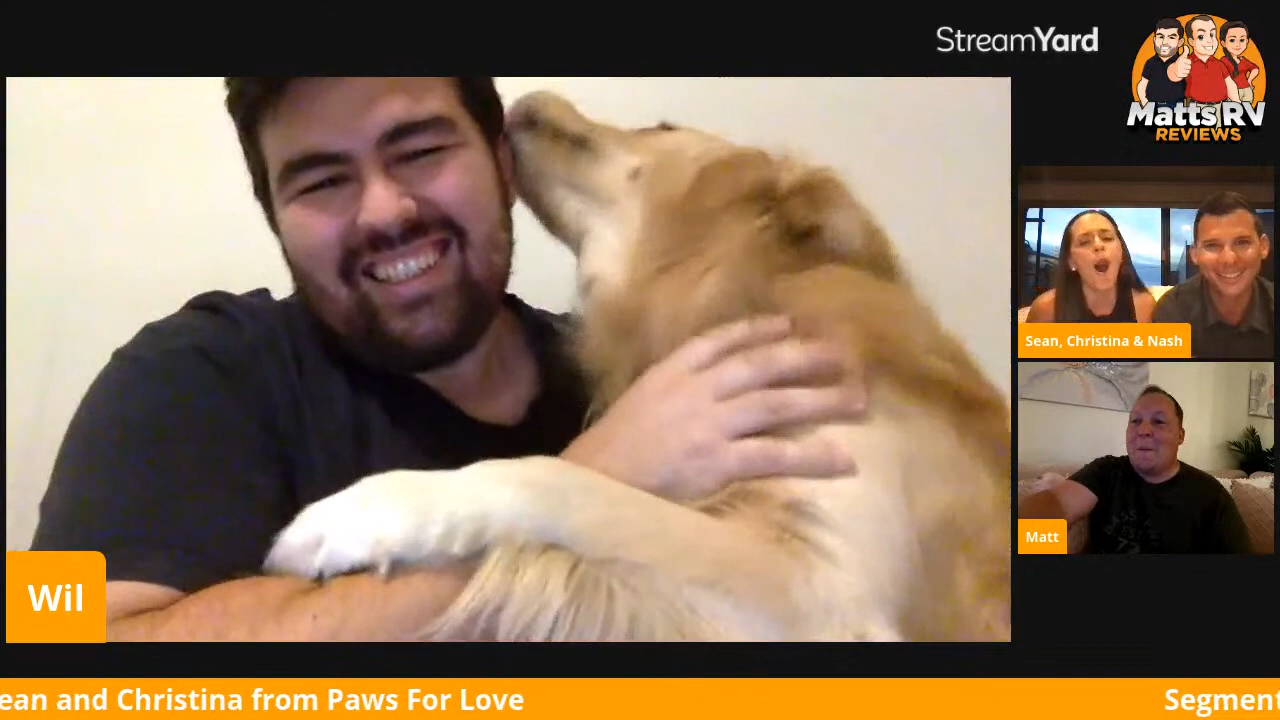 StreamYard
Matts RV
REVIEWS
Sean, Christina & Nash
Matt
Wil
ean and Christina from Paws For Love
Segment